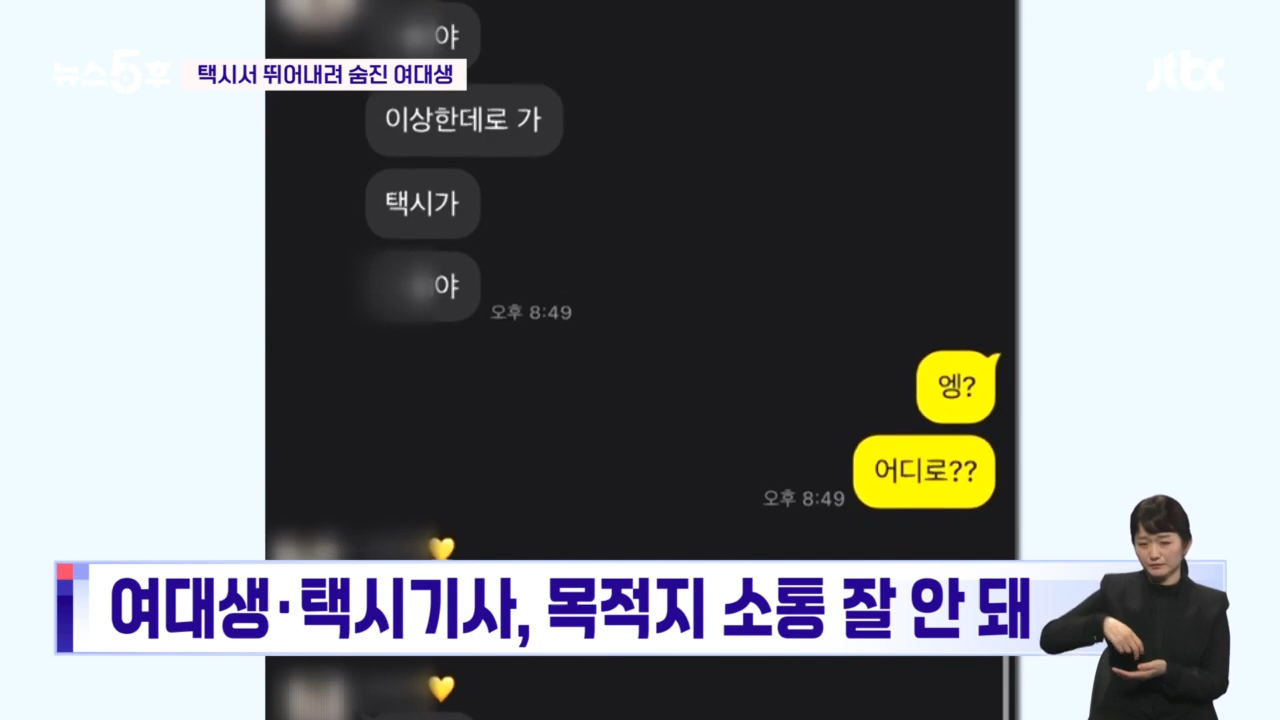 뉴스5후
택시서 뛰어내려 숨진 여대생
jtbc
야
이상한데로 가
택시가
야
오후 8:49
엥?
어디로??
오후 8:49
여대생·택시기사, 목적지 소통 잘 안 돼